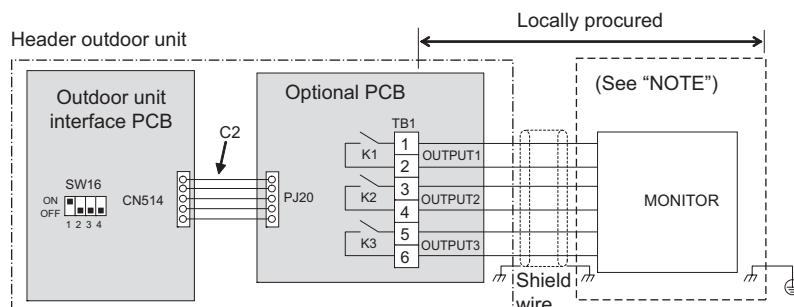 Locally procured
Header outdoor unit
(See “NOTE”)
Optional PCB
Outdoor unit
interface PCB
C2
TB1
1
K1
OUTPUT1
2
SW16
3
ON
OFF
CN514
PJ20
K2
OUTPUT2
MONITOR
4
1 2 3 4
5
K3
OUTPUT3
6
Shield
wire